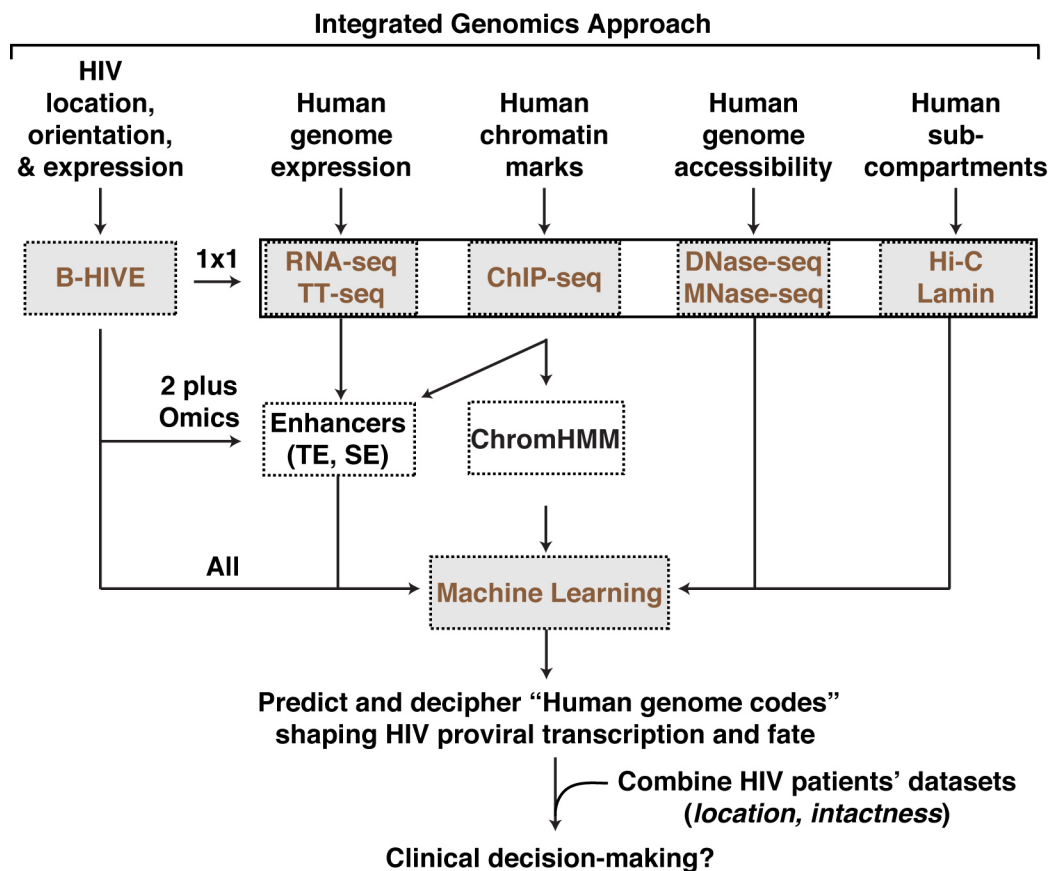 Integrated Genomics Approach
HIV
location,
orientation,
& expression
Human
genome
expression
Human
chromatin
marks
Human
genome
accessibility
Human
sub-
compartments
B-HIVE
1x1
RNA-seq
TT-seq
ChIP-seq
DNase-seq
MNase-seq
Hi-C
Lamin
2 plus
Omics
Enhancers
(TE, SE)
ChromHMM
All
Machine Learning
Predict and decipher “Human genome codes”
shaping HIV proviral transcription and fate
Combine HIV patients’ datasets
(location, intactness)
Clinical decision-making?